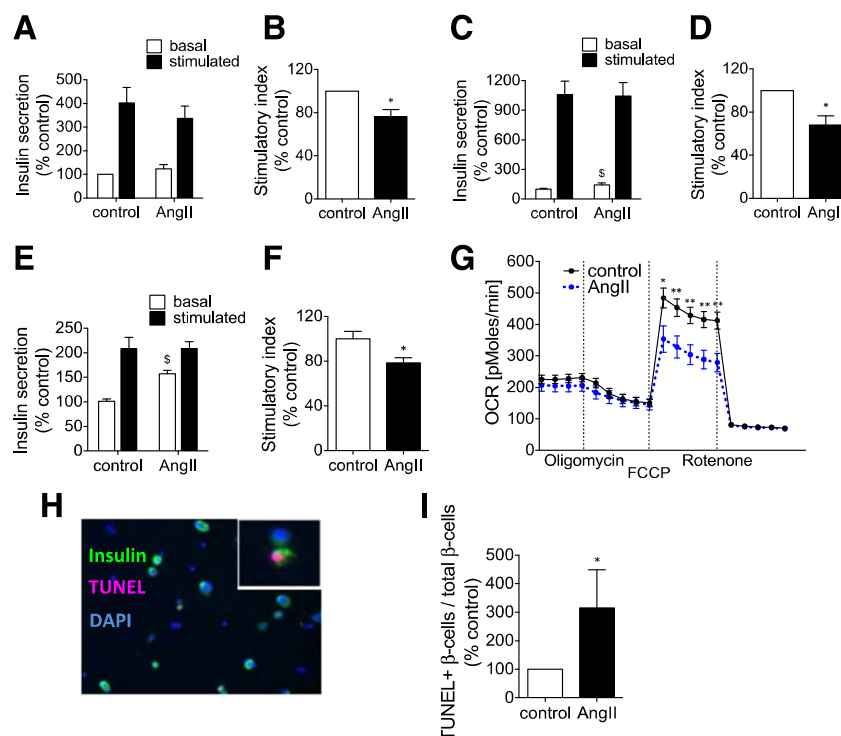 A
basal
stimulated
Insulin secretion
(% control)
500
400
300
200
100
0
control
AngII
B
Stimulatory index
(% control)
120
80
40
0
*
control AngII
C
basal
stimulated
Insulin secretion
(% control)
1200
900
600
300
0
$
control
AngII
D
Stimulatory index
(% control)
120
80
40
0
*
control AngII
E
basal
stimulated
Insulin secretion
(% control)
250
200
150
100
50
0
$
control
AngII
F
Stimulatory index
(% control)
120
80
40
0
*
control AngII
G
control
AngII
OCR [pMoles/min]
600
500
400
300
200
100
0
* ** ** ** **
Oligomycin
FCCP
Rotenone
H
Insulin
TUNEL
DAPI
I
TUNEL+ β-cells / total β-cells
(% control)
500
400
300
200
100
0
*
control AngII